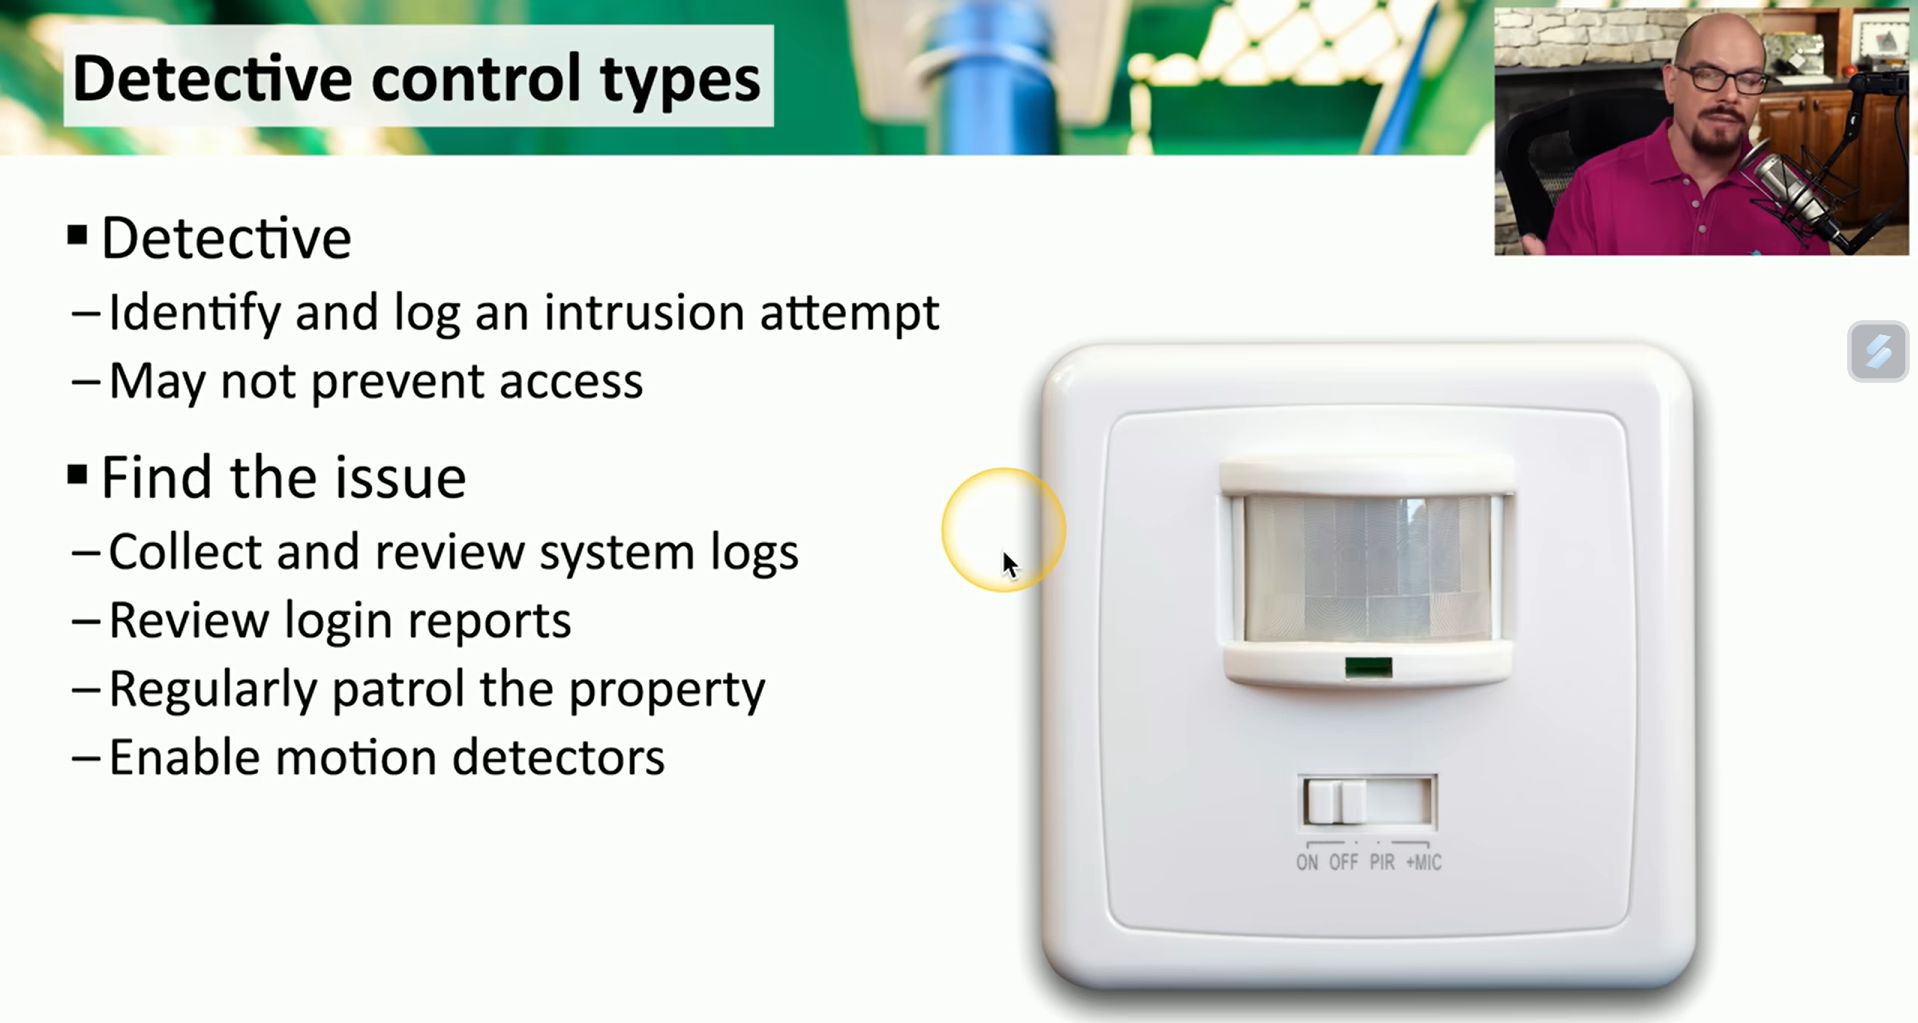 Detective control types
▪ Detective
– Identify and log an intrusion attempt
– May not prevent access
▪ Find the issue
– Collect and review system logs
– Review login reports
– Regularly patrol the property
– Enable motion detectors
ON OFF PIR +MIC